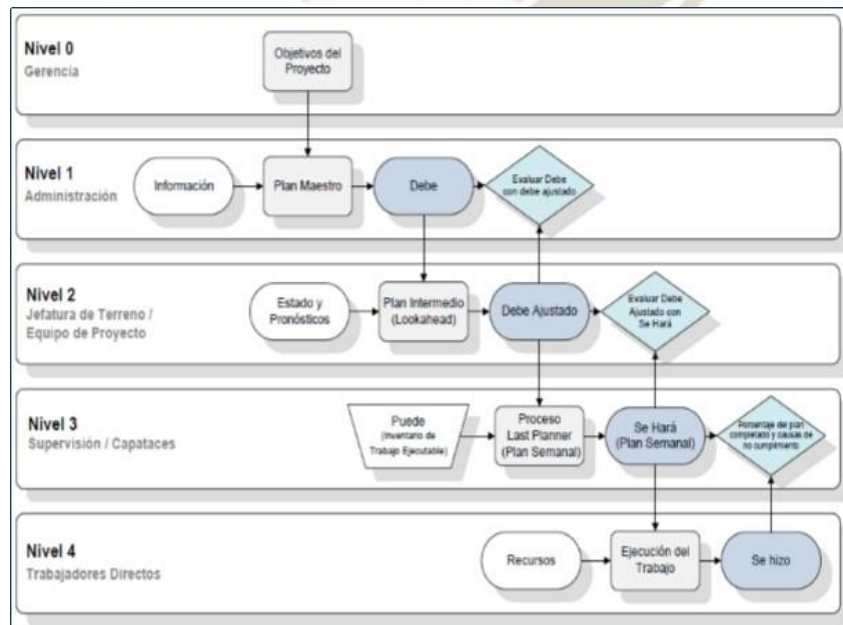 Nivel 0
Gerencia
Objetivos del
Proyecto
Nivel 1
Administración
Información
Plan Maestro
Debe
Evaluar Debe
con debe ajustado
Nivel 2
Jefatura de Terreno /
Equipo de Proyecto
Estado y
Pronósticos
Plan Intermedio
(Lookahead)
Debe Ajustado
Evaluar Debe
Ajustado con
Se Hará
Nivel 3
Supervisión / Capataces
Puede
(Inventario de
Trabajo Ejecutable)
Proceso
Last Planner
(Plan Semanal)
Se Hará
(Plan Semanal)
Porcentaje del plan
completado y causas de
no cumplimiento
Nivel 4
Trabajadores Directos
Recursos
Ejecución del
Trabajo
Se hizo